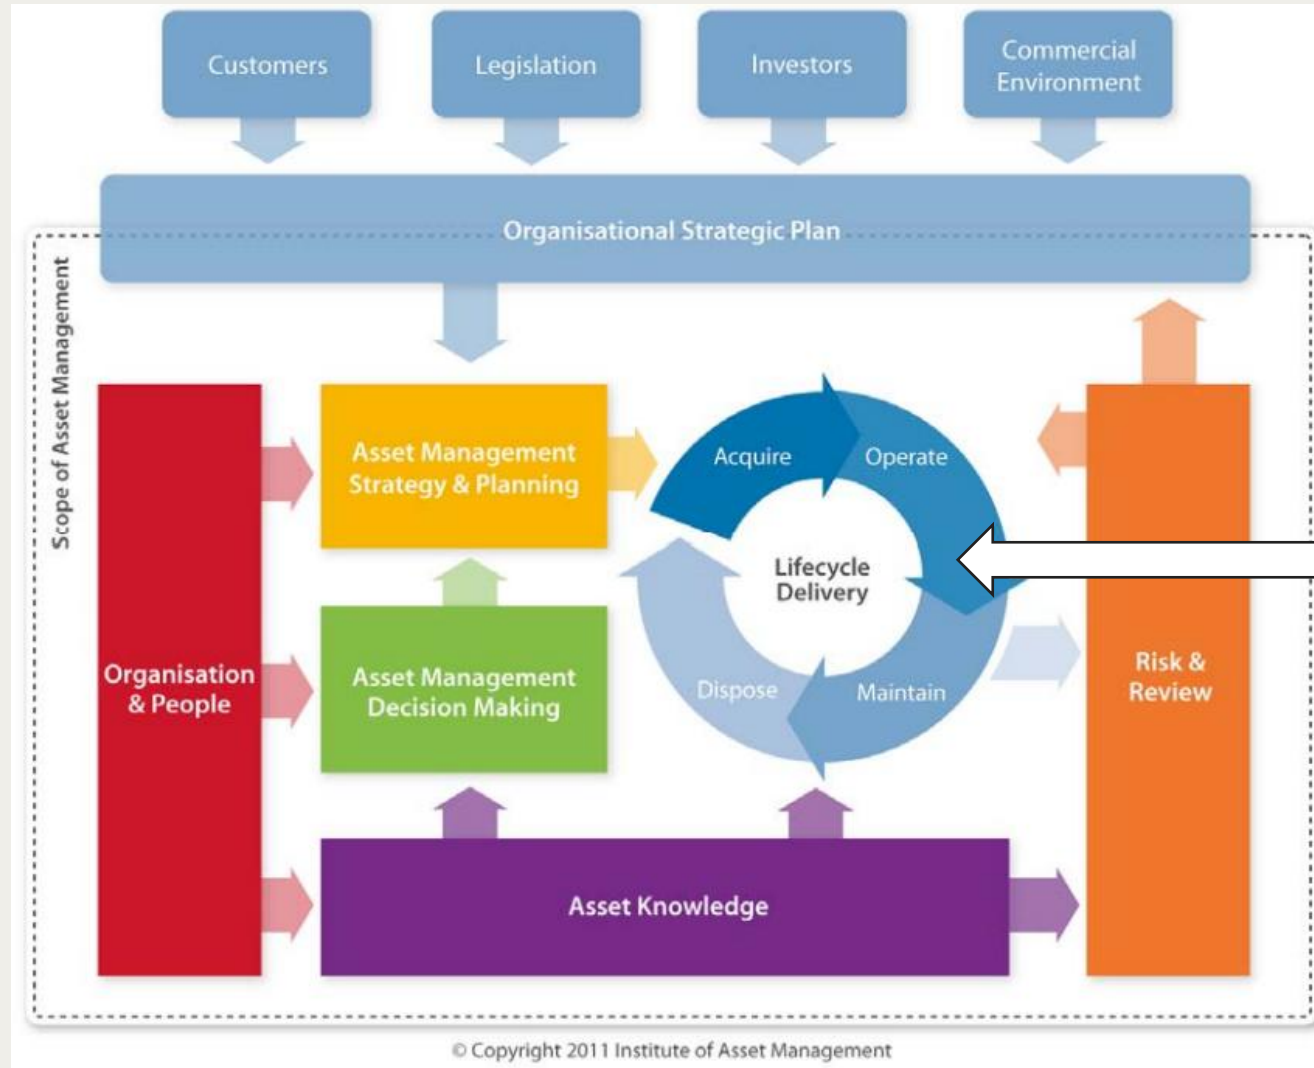 Customers
Legislation
Investors
Commercial
Environment
Organisational Strategic Plan
Scope of Asset Management
Asset Management
Strategy & Planning
Acquire
Operate
Lifecycle
Delivery
Organisation
& People
Asset Management
Decision Making
Dispose
Maintain
Risk &
Review
Asset Knowledge
© Copyright 2011 Institute of Asset Management